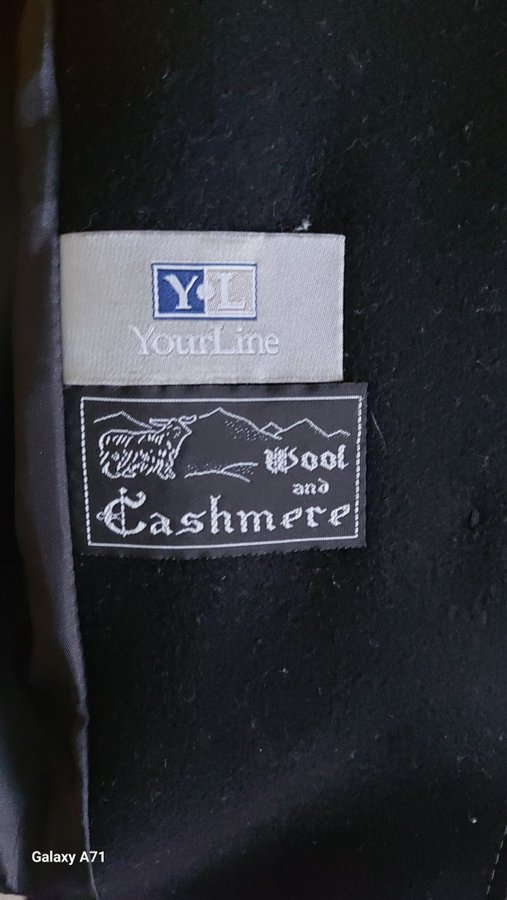 Y·L
YourLine
Wool
and
Cashmere
Galaxy A71